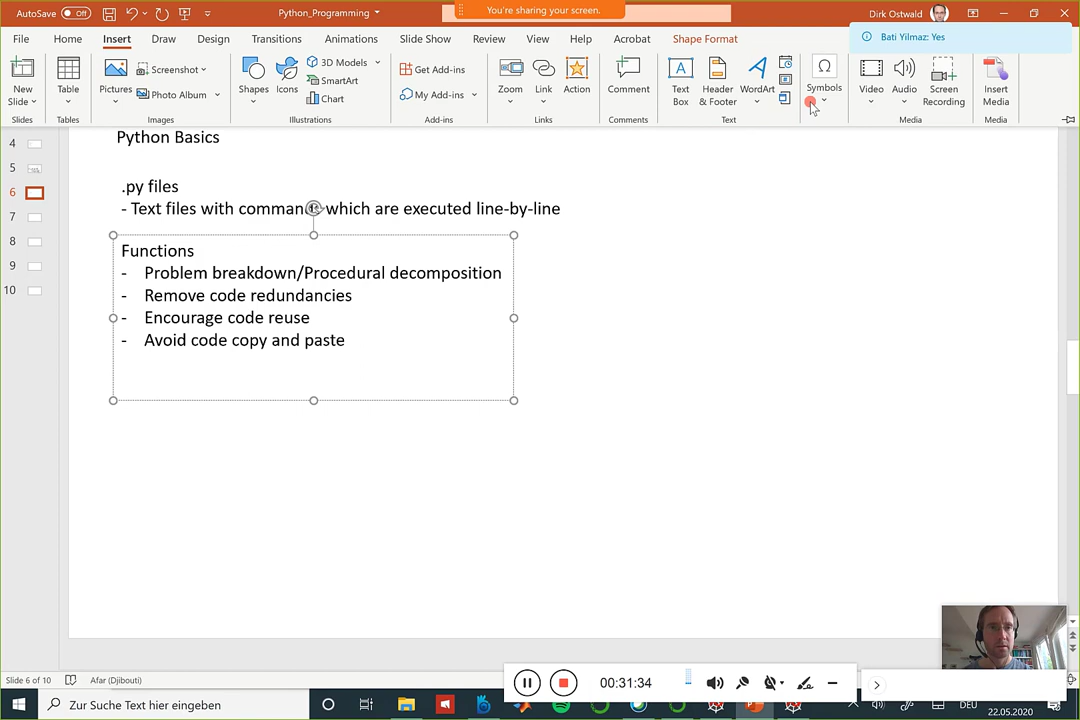 AutoSave Off
Python_Programming
You're sharing your screen.
Dirk Ostwald
File Home Insert Draw Design Transitions Animations Slide Show Review View Help Acrobat Shape Format
Bati Yilmaz: Yes
New Slide
Table
Pictures
Screenshot
Photo Album
Shapes
Icons
3D Models
SmartArt
Chart
Get Add-ins
My Add-ins
Zoom
Link
Action
Comment
Text Box
Header & Footer
WordArt
Symbols
Video
Audio
Screen Recording
Insert Media
Slides Tables Images Illustrations Add-ins Links Comments Text Media Media
4
5
6
7
8
9
10
Python Basics
.py files
- Text files with commands which are executed line-by-line
Functions
- Problem breakdown/Procedural decomposition
- Remove code redundancies
- Encourage code reuse
- Avoid code copy and paste
Slide 6 of 10 Afar (Djibouti)
00:31:34
Zur Suche Text hier eingeben
DEU
22.05.2020